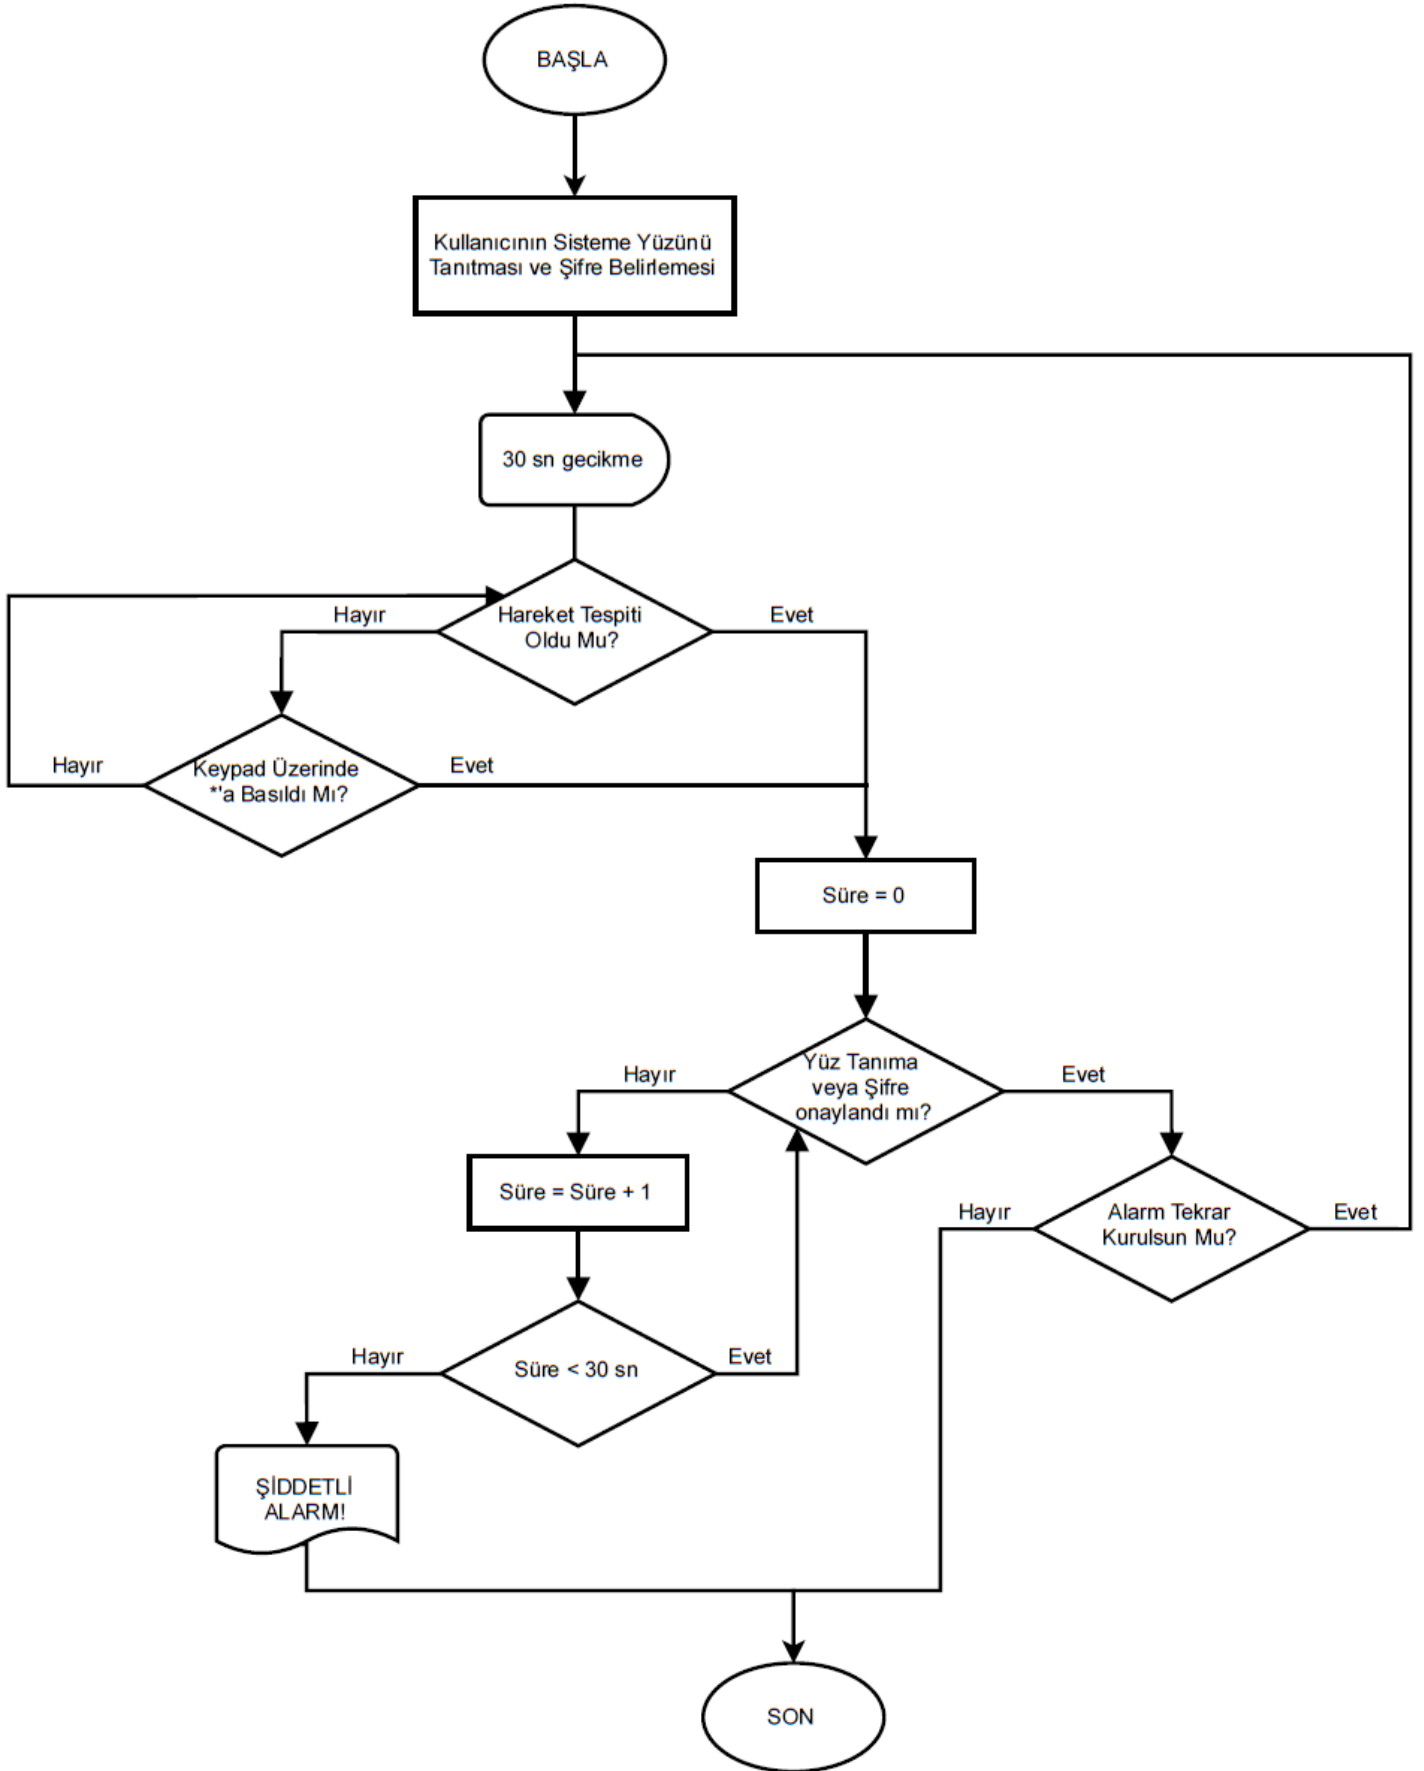 BAŞLA
Kullanıcının Sisteme Yüzünü
Tanıtması ve Şifre Belirlemesi
30 sn gecikme
Hayır
Hareket Tespiti
Oldu Mu?
Evet
Hayır
Keypad Üzerinde
*'a Basıldı Mı?
Evet
Süre = 0
Hayır
Yüz Tanıma
veya Şifre
onaylandı mı?
Evet
Süre = Süre + 1
Hayır
Alarm Tekrar
Kurulsun Mu?
Evet
Hayır
Süre < 30 sn
Evet
ŞİDDETLİ
ALARM!
SON